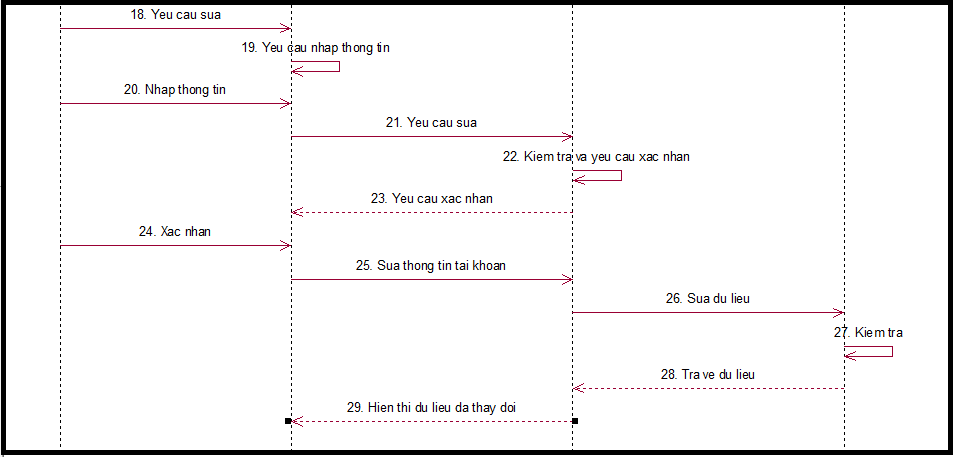 18. Yeu cau sua
19. Yeu cau nhap thong tin
20. Nhap thong tin
21. Yeu cau sua
22. Kiem tra va yeu cau xac nhan
23. Yeu cau xac nhan
24. Xac nhan
25. Sua thong tin tai khoan
26. Sua du lieu
27. Kiem tra
28. Tra ve du lieu
29. Hien thi du lieu da thay doi